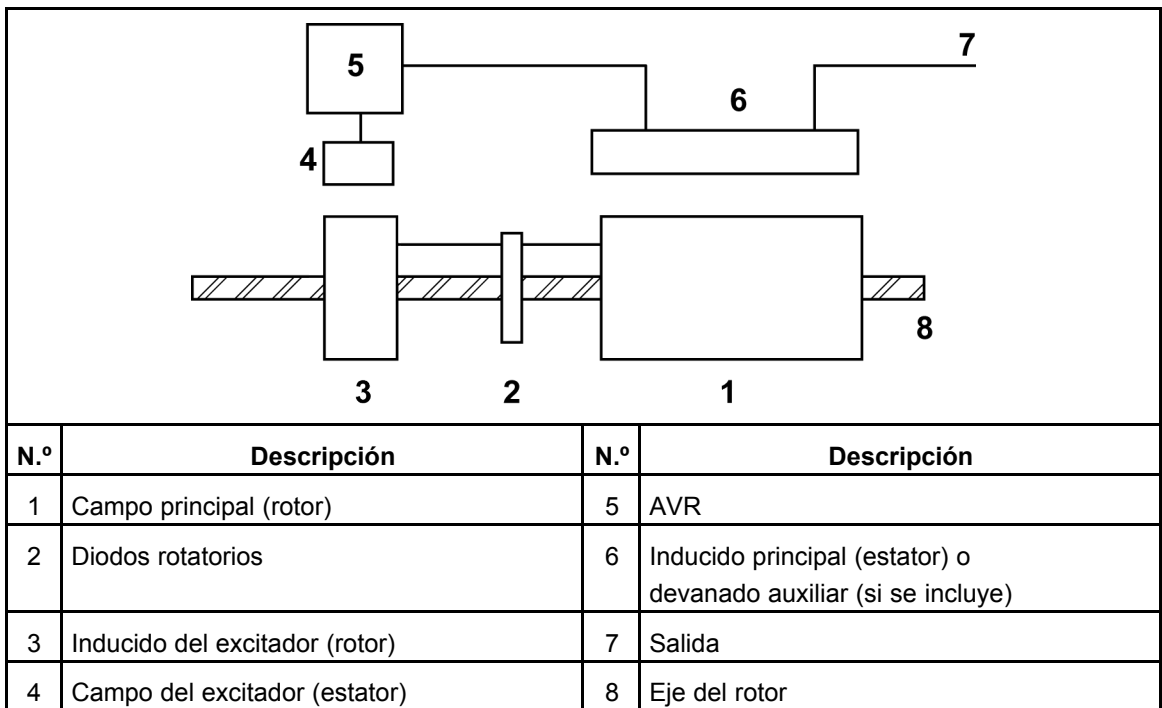 5
7
6
4
8
3 2 1
N.º Descripción N.º Descripción
1 Campo principal (rotor) 5 AVR
2 Diodos rotatorios 6 Inducido principal (estator) o
devanado auxiliar (si se incluye)
3 Inducido del excitador (rotor) 7 Salida
4 Campo del excitador (estator) 8 Eje del rotor